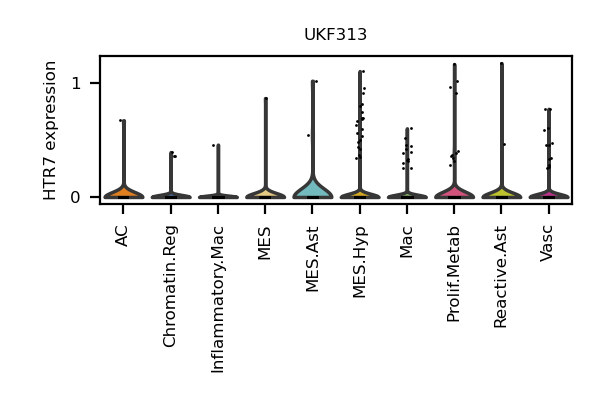 UKF313
HTR7 expression
1
0
AC
Chromatin.Reg
Inflammatory.Mac
MES
MES.Ast
MES.Hyp
Mac
Prolif.Metab
Reactive.Ast
Vasc